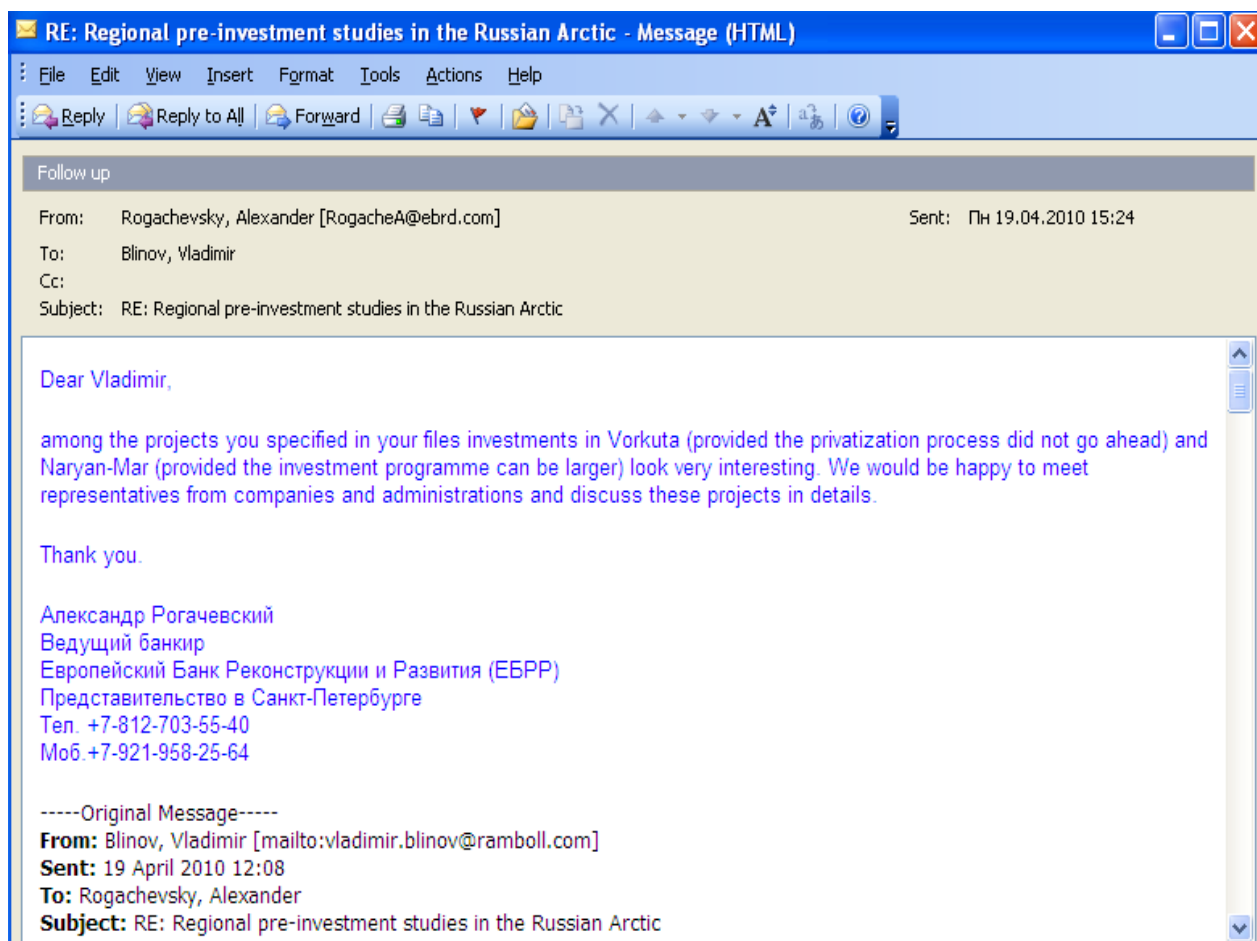 RE: Regional pre-investment studies in the Russian Arctic - Message (HTML)
File Edit View Insert Format Tools Actions Help
Reply Reply to All Forward
Follow up
From: Rogachevsky, Alexander [RogacheA@ebrd.com] Sent: Пн 19.04.2010 15:24
To: Blinov, Vladimir
Cc:
Subject: RE: Regional pre-investment studies in the Russian Arctic
Dear Vladimir,
among the projects you specified in your files investments in Vorkuta (provided the privatization process did not go ahead) and
Naryan-Mar (provided the investment programme can be larger) look very interesting. We would be happy to meet
representatives from companies and administrations and discuss these projects in details.
Thank you.
Александр Рогачевский
Ведущий банкир
Европейский Банк Реконструкции и Развития (ЕБРР)
Представительство в Санкт-Петербурге
Тел. +7-812-703-55-40
Моб.+7-921-958-25-64
-----Original Message-----
From: Blinov, Vladimir [mailto:vladimir.blinov@ramboll.com]
Sent: 19 April 2010 12:08
To: Rogachevsky, Alexander
Subject: RE: Regional pre-investment studies in the Russian Arctic